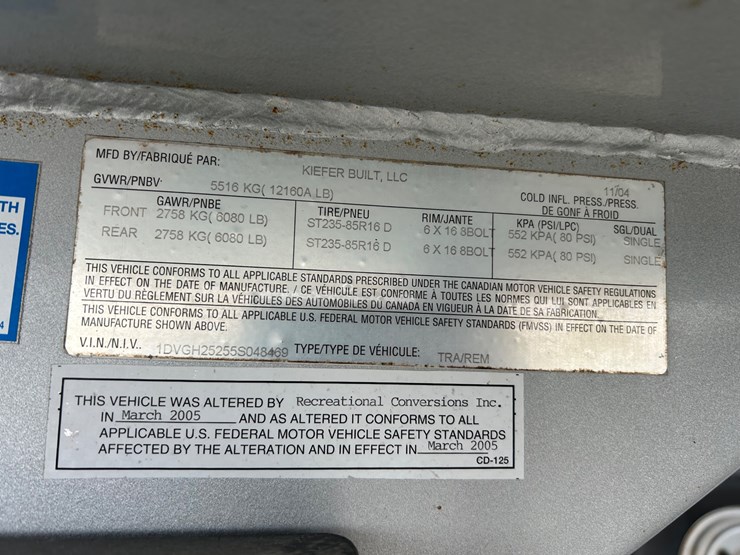 TH
ES.
4
MFD BY/FABRIQUÉ PAR: KIEFER BUILT, LLC 11/04
GVWR/PNBV 5516 KG( 12160A LB) COLD INFL. PRESS./PRESS.
DE GONF À FROID
GAWR/PNBE TIRE/PNEU RIM/JANTE KPA (PSI/LPC) SGL/DUAL
FRONT 2758 KG( 6080 LB) ST235-85R16 D 6 X 16 8BOLT 552 KPA( 80 PSI) SINGLE
REAR 2758 KG( 6080 LB) ST235-85R16 D 6 X 16 8BOLT 552 KPA( 80 PSI) SINGLE
THIS VEHICLE CONFORMS TO ALL APPLICABLE STANDARDS PRESCRIBED UNDER THE CANADIAN MOTOR VEHICLE SAFETY REGULATIONS
IN EFFECT ON THE DATE OF MANUFACTURE. / CE VÉHICULE EST CONFORME À TOUTES LES NORMES QUI LUI SONT APPLICABLES EN
VERTU DU RÈGLEMENT SUR LA VÉHICULES DES AUTOMOBILES DU CANADA EN VIGUEUR À LA DATE DE SA FABRICATION.
THIS VEHICLE CONFORMS TO ALL APPLICABLE U.S. FEDERAL MOTOR VEHICLE SAFETY STANDARDS (FMVSS) IN EFFECT ON THE DATE OF
MANUFACTURE SHOWN ABOVE.
V.I.N./N.I.V.. 1DVGH25255S048469 TYPE/TYPE DE VÉHICULE: TRA/REM
THIS VEHICLE WAS ALTERED BY Recreational Conversions Inc.
IN March 2005 AND AS ALTERED IT CONFORMS TO ALL
APPLICABLE U.S. FEDERAL MOTOR VEHICLE SAFETY STANDARDS
AFFECTED BY THE ALTERATION AND IN EFFECT IN March 2005
CD-125